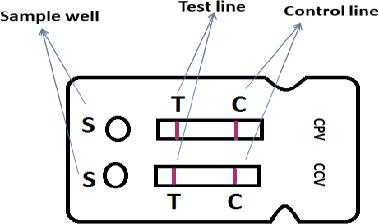 Test line
Sample well
Control line
T C
S
CPV
S
CCV
T C